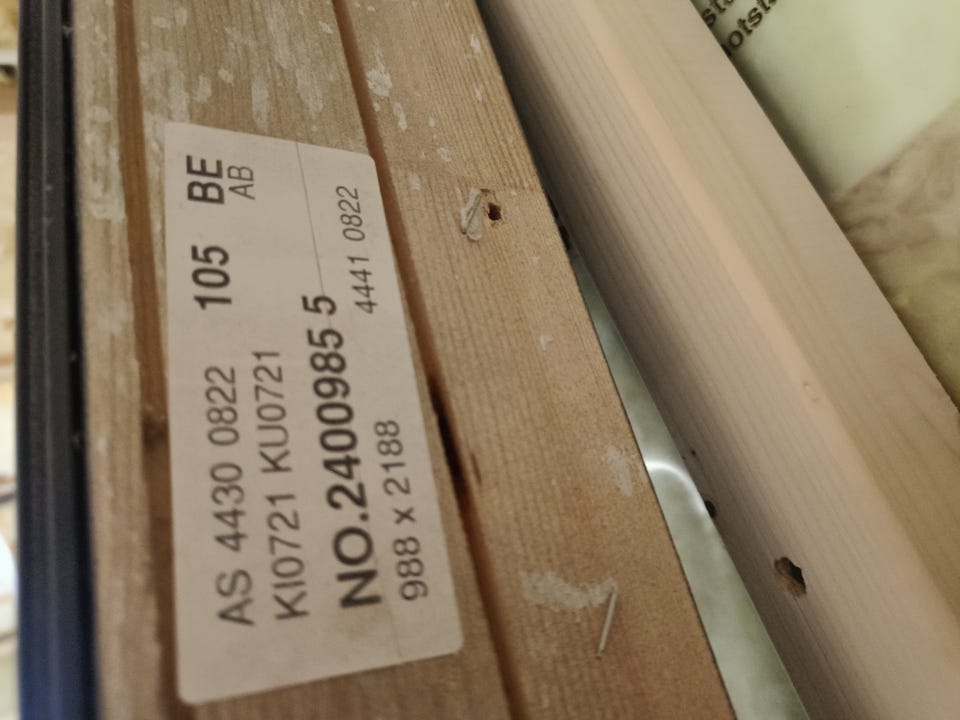 AS 4430 0822 105 BE
KI0721 KU0721 AB
NO.2400985 5
988 x 2188 4441 0822